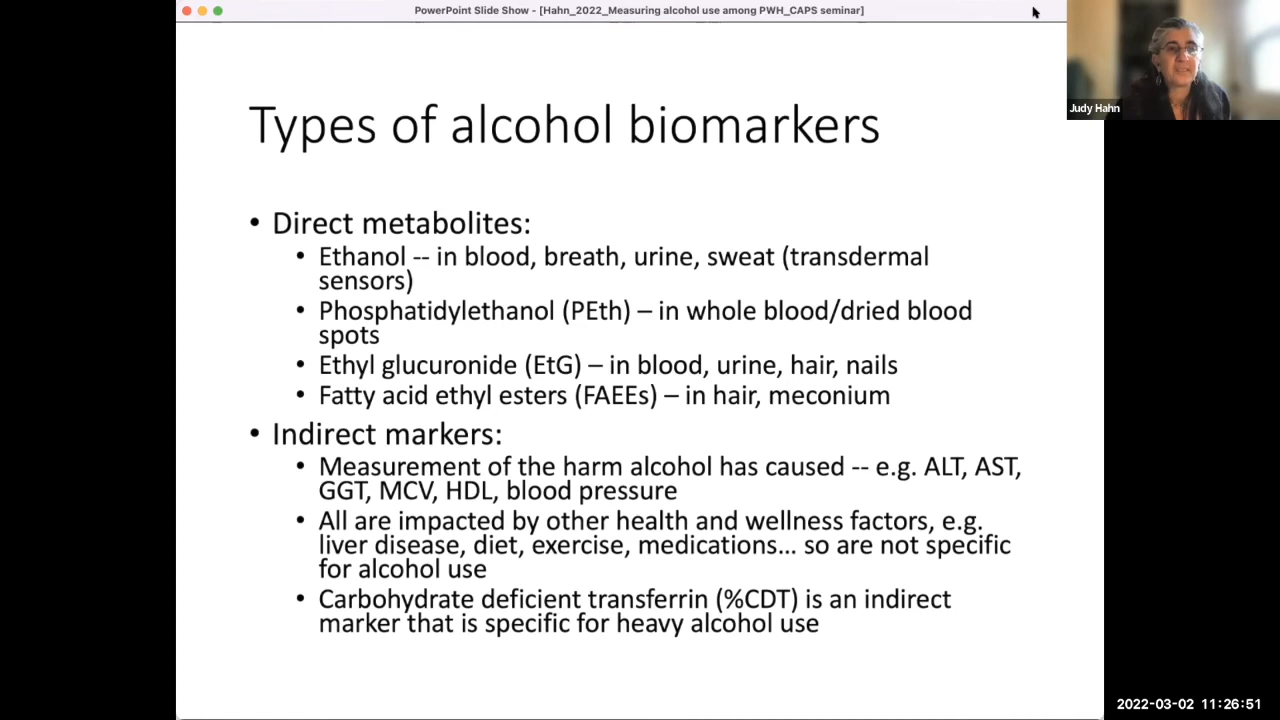 PowerPoint Slide Show - [Hahn_2022_Measuring alcohol use among PWH_CAPS seminar]
Judy Hahn
Types of alcohol biomarkers
• Direct metabolites:
• Ethanol -- in blood, breath, urine, sweat (transdermal
sensors)
• Phosphatidylethanol (PEth) – in whole blood/dried blood
spots
• Ethyl glucuronide (EtG) – in blood, urine, hair, nails
• Fatty acid ethyl esters (FAEEs) – in hair, meconium
• Indirect markers:
• Measurement of the harm alcohol has caused -- e.g. ALT, AST,
GGT, MCV, HDL, blood pressure
• All are impacted by other health and wellness factors, e.g.
liver disease, diet, exercise, medications... so are not specific
for alcohol use
• Carbohydrate deficient transferrin (%CDT) is an indirect
marker that is specific for heavy alcohol use
2022-03-02 11:26:51